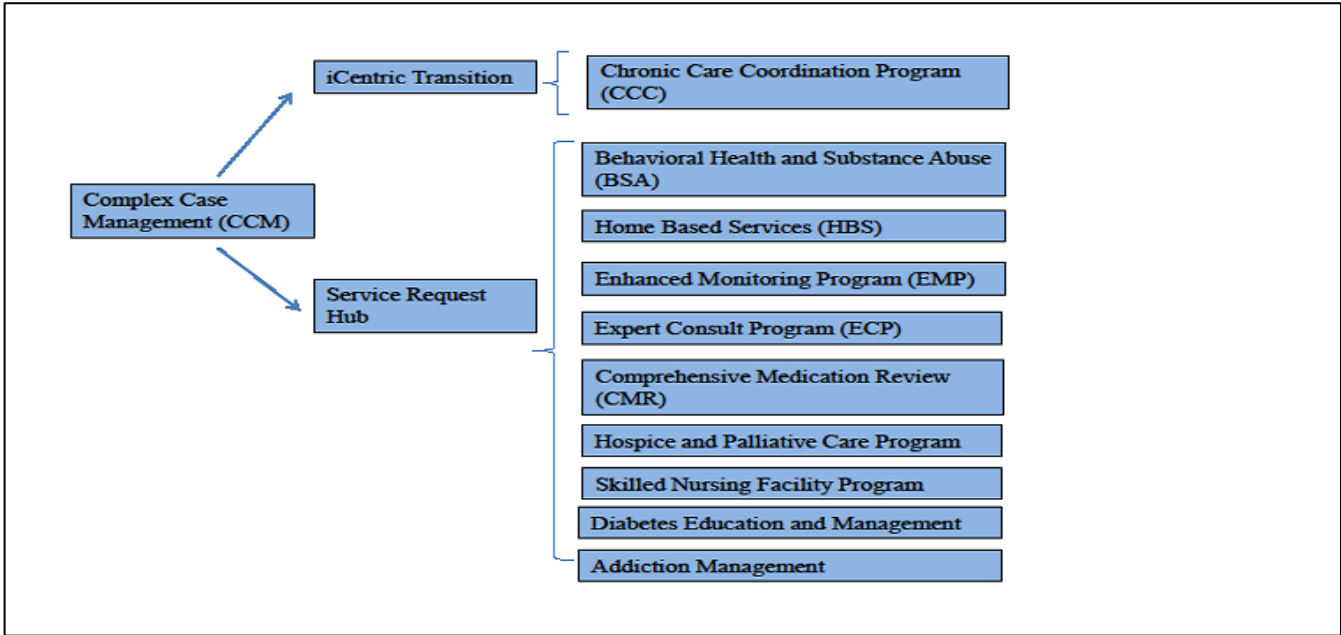 iCentric Transition
Chronic Care Coordination Program
(CCC)
Complex Case
Management (CCM)
Service Request
Hub
Behavioral Health and Substance Abuse
(BSA)
Home Based Services (HBS)
Enhanced Monitoring Program (EMP)
Expert Consult Program (ECP)
Comprehensive Medication Review
(CMR)
Hospice and Palliative Care Program
Skilled Nursing Facility Program
Diabetes Education and Management
Addiction Management